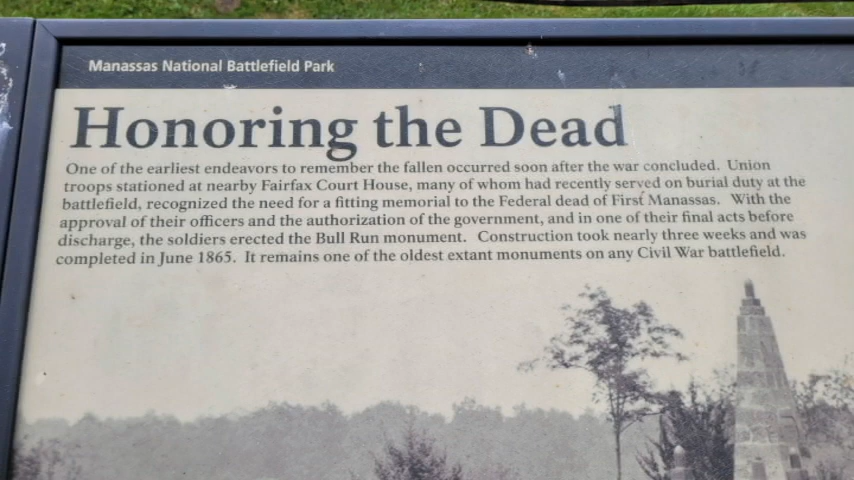 Manassas National Battlefield Park
Honoring the Dead
One of the earliest endeavors to remember the fallen occurred soon after the war concluded. Union
troops stationed at nearby Fairfax Court House, many of whom had recently served on burial duty at the
battlefield, recognized the need for a fitting memorial to the Federal dead of First Manassas. With the
approval of their officers and the authorization of the government, and in one of their final acts before
discharge, the soldiers erected the Bull Run monument. Construction took nearly three weeks and was
completed in June 1865. It remains one of the oldest extant monuments on any Civil War battlefield.